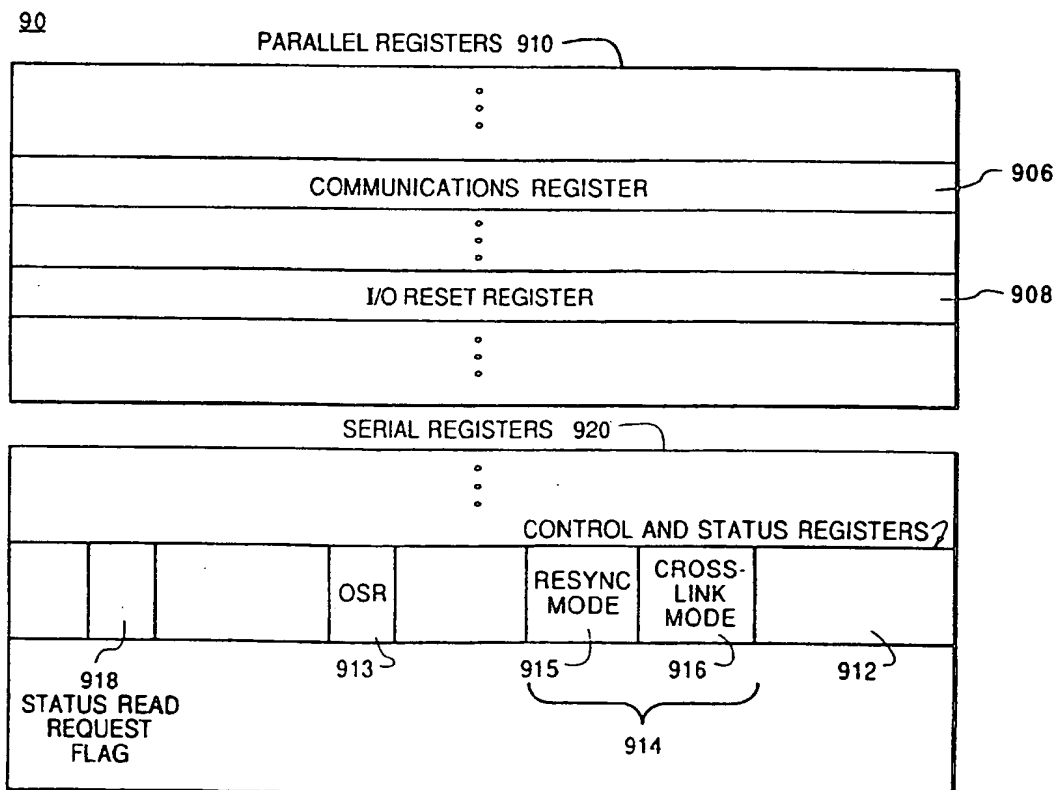 90
PARALLEL REGISTERS 910
COMMUNICATIONS REGISTER
906
I/O RESET REGISTER
908
SERIAL REGISTERS 920
CONTROL AND STATUS REGISTERS
OSR
RESYNC
MODE
CROSS-
LINK
MODE
918
913
915
916
912
STATUS READ
REQUEST
FLAG
914